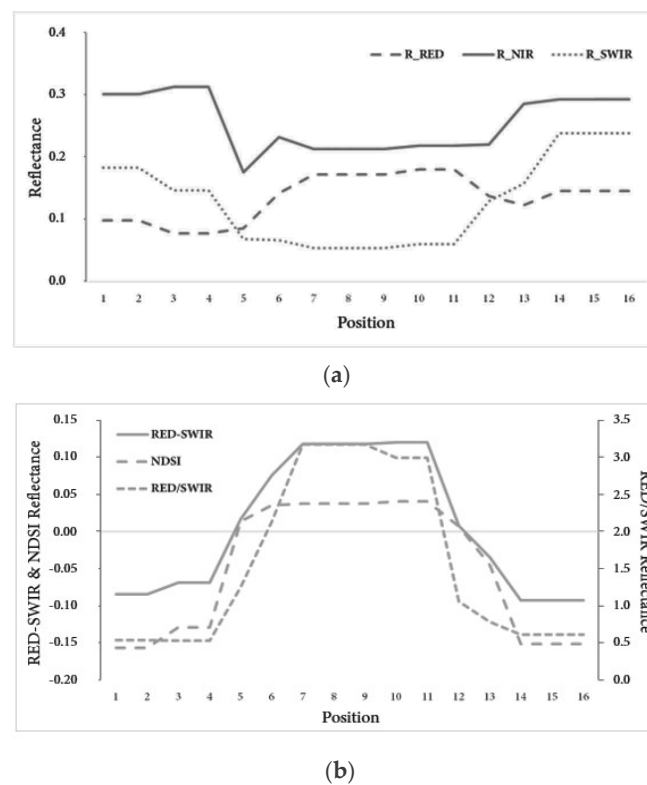 0.4
R_RED R_NIR R_SWIR
0.3
0.2
0.1
0.0
Reflectance
1 2 3 4 5 6 7 8 9 10 11 12 13 14 15 16
Position
(a)
0.15 3.5
RED-SWIR
0.10 3.0
NDSI
0.05 2.5
RED/SWIR
0.00 2.0
-0.05 1.5
-0.10 1.0
-0.15 0.5
-0.20 0.0
RED-SWIR & NDSI Reflectance
RED/SWIR Reflectance
1 2 3 4 5 6 7 8 9 10 11 12 13 14 15 16
Position
(b)